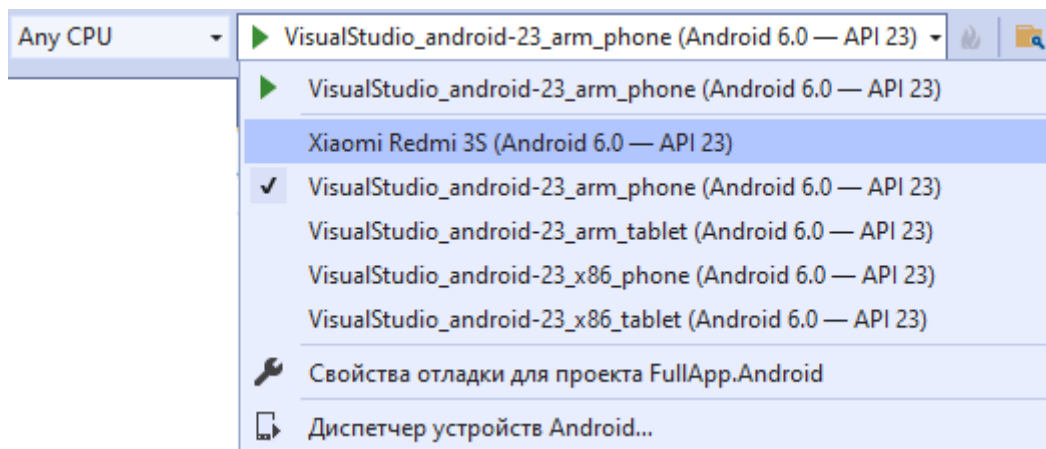 Any CPU
VisualStudio_android-23_arm_phone (Android 6.0 — API 23)
VisualStudio_android-23_arm_phone (Android 6.0 — API 23)
Xiaomi Redmi 3S (Android 6.0 — API 23)
VisualStudio_android-23_arm_phone (Android 6.0 — API 23)
VisualStudio_android-23_arm_tablet (Android 6.0 — API 23)
VisualStudio_android-23_x86_phone (Android 6.0 — API 23)
VisualStudio_android-23_x86_tablet (Android 6.0 — API 23)
Свойства отладки для проекта FullApp.Android
Диспетчер устройств Android...